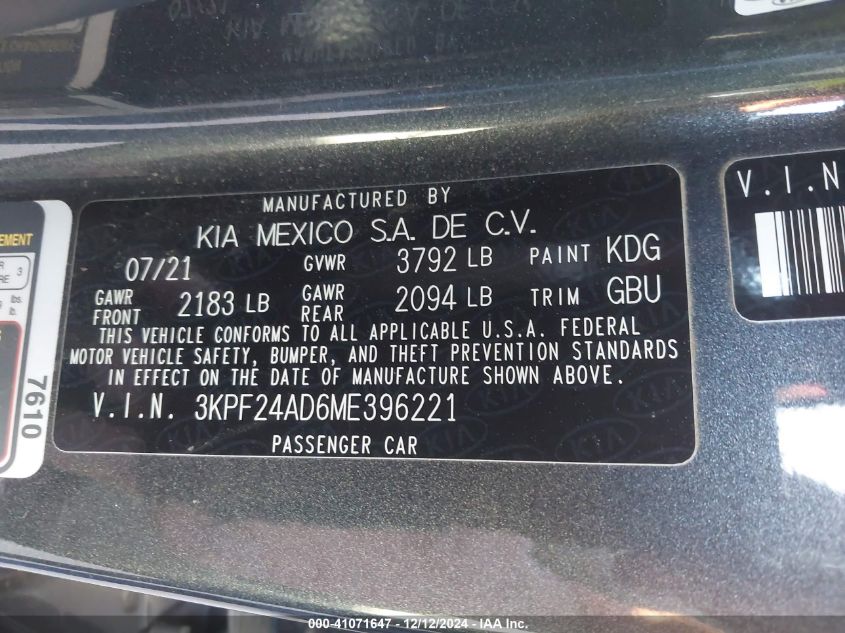 MANUFACTURED BY
KIA MEXICO S.A. DE C.V.
07/21 GVWR 3792 LB PAINT KDG
GAWR FRONT 2183 LB GAWR REAR 2094 LB TRIM GBU
THIS VEHICLE CONFORMS TO ALL APPLICABLE U.S.A. FEDERAL
MOTOR VEHICLE SAFETY, BUMPER, AND THEFT PREVENTION STANDARDS
IN EFFECT ON THE DATE OF MANUFACTURE SHOWN ABOVE.
V.I.N. 3KPF24AD6ME396221
PASSENGER CAR
V.I.N
3
lb.
7610
000-41071647 - 12/12/2024 - IAA Inc.